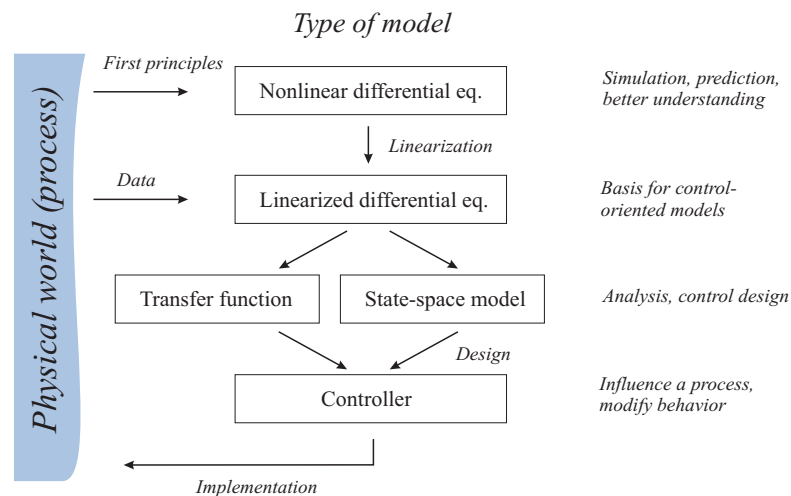 Type of model
Physical world (process)
First principles
Nonlinear differential eq.
Simulation, prediction,
better understanding
Linearization
Data
Linearized differential eq.
Basis for control-
oriented models
Transfer function
State-space model
Analysis, control design
Design
Controller
Influence a process,
modify behavior
Implementation